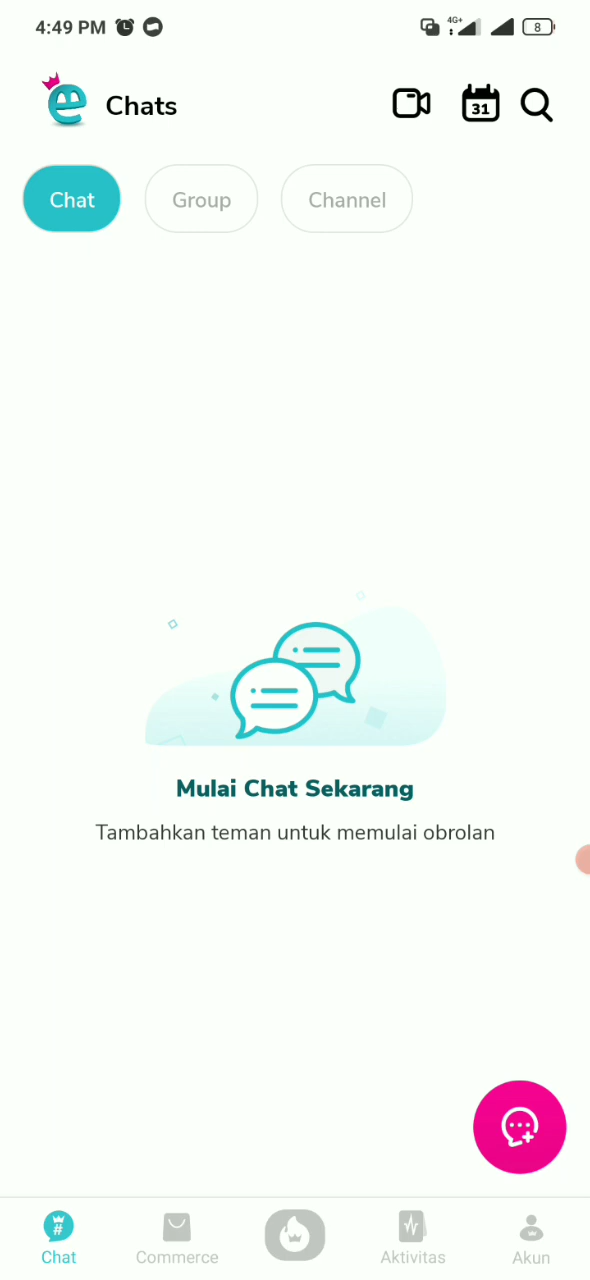 4:49 PM
4G+
8
Chats
31
Chat
Group
Channel
Mulai Chat Sekarang
Tambahkan teman untuk memulai obrolan
#
Chat
Commerce
Aktivitas
Akun